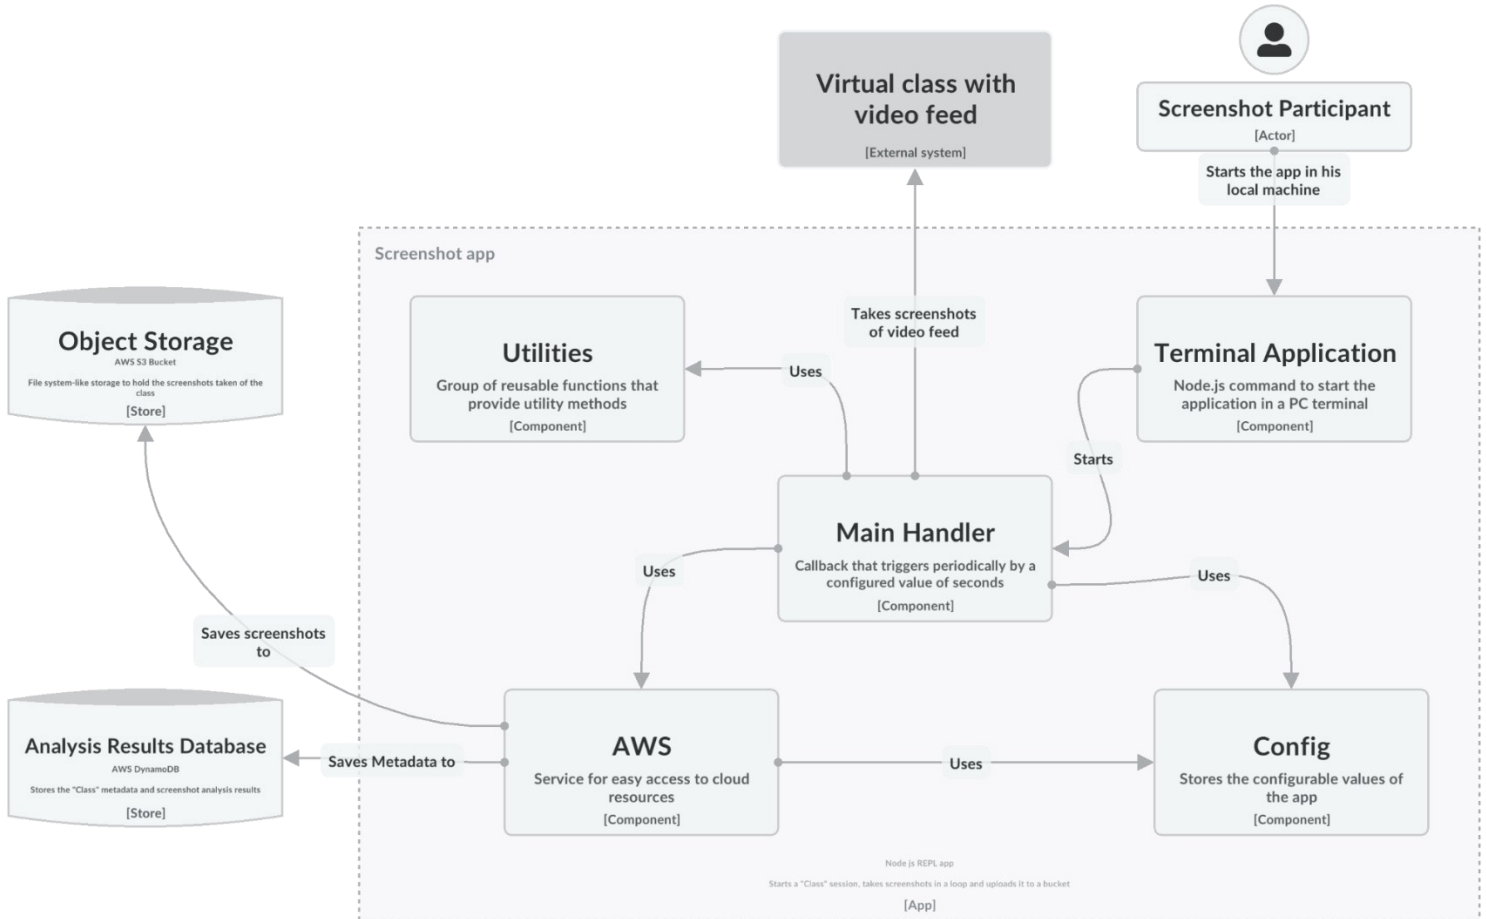 Virtual class with
video feed
[External system]
Screenshot Participant
[Actor]
Starts the app in his
local machine
Screenshot app
Object Storage
AWS S3 Bucket
File system-like storage to hold the screenshots taken of the
class
[Store]
Utilities
Group of reusable functions that
provide utility methods
[Component]
Uses
Takes screenshots
of video feed
Terminal Application
Node.js command to start the
application in a PC terminal
[Component]
Starts
Main Handler
Callback that triggers periodically by a
configured value of seconds
[Component]
Uses
Uses
Saves screenshots
to
Analysis Results Database
AWS DynamoDB
Stores the "Class" metadata and screenshot analysis results
[Store]
Saves Metadata to
AWS
Service for easy access to cloud
resources
[Component]
Uses
Config
Stores the configurable values of
the app
[Component]
Node js REPL app
Starts a "Class" session, takes screenshots in a loop and uploads it to a bucket
[App]